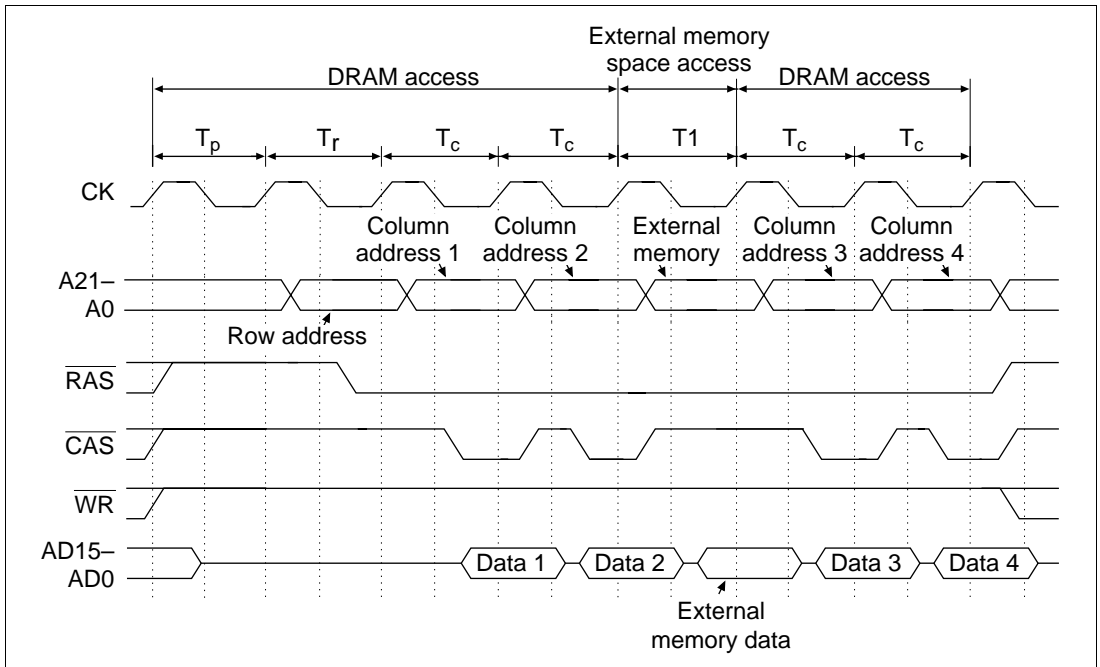 External memory
space access
DRAM access
DRAM access
Tp
Tr
Tc
Tc
T1
Tc
Tc
CK
Column
address 1
Column
address 2
External
memory
Column
address 3
Column
address 4
A21–
A0
Row address
RAS
CAS
WR
AD15–
AD0
Data 1
Data 2
Data 3
Data 4
External
memory data